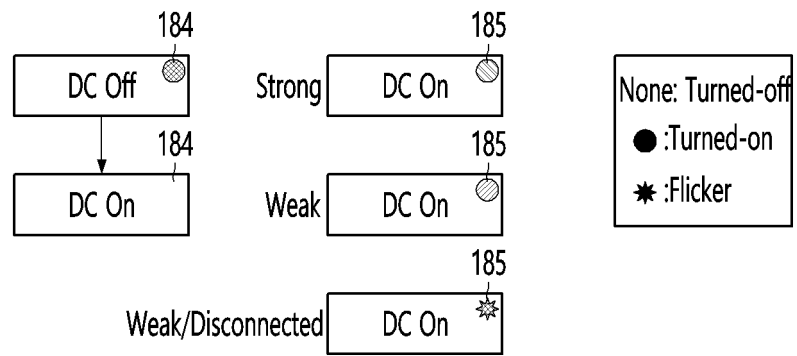 184
DC Off
184
DC On
185
Strong DC On
185
Weak DC On
185
Weak/Disconnected DC On
None: Turned-off
:Turned-on
:Flicker